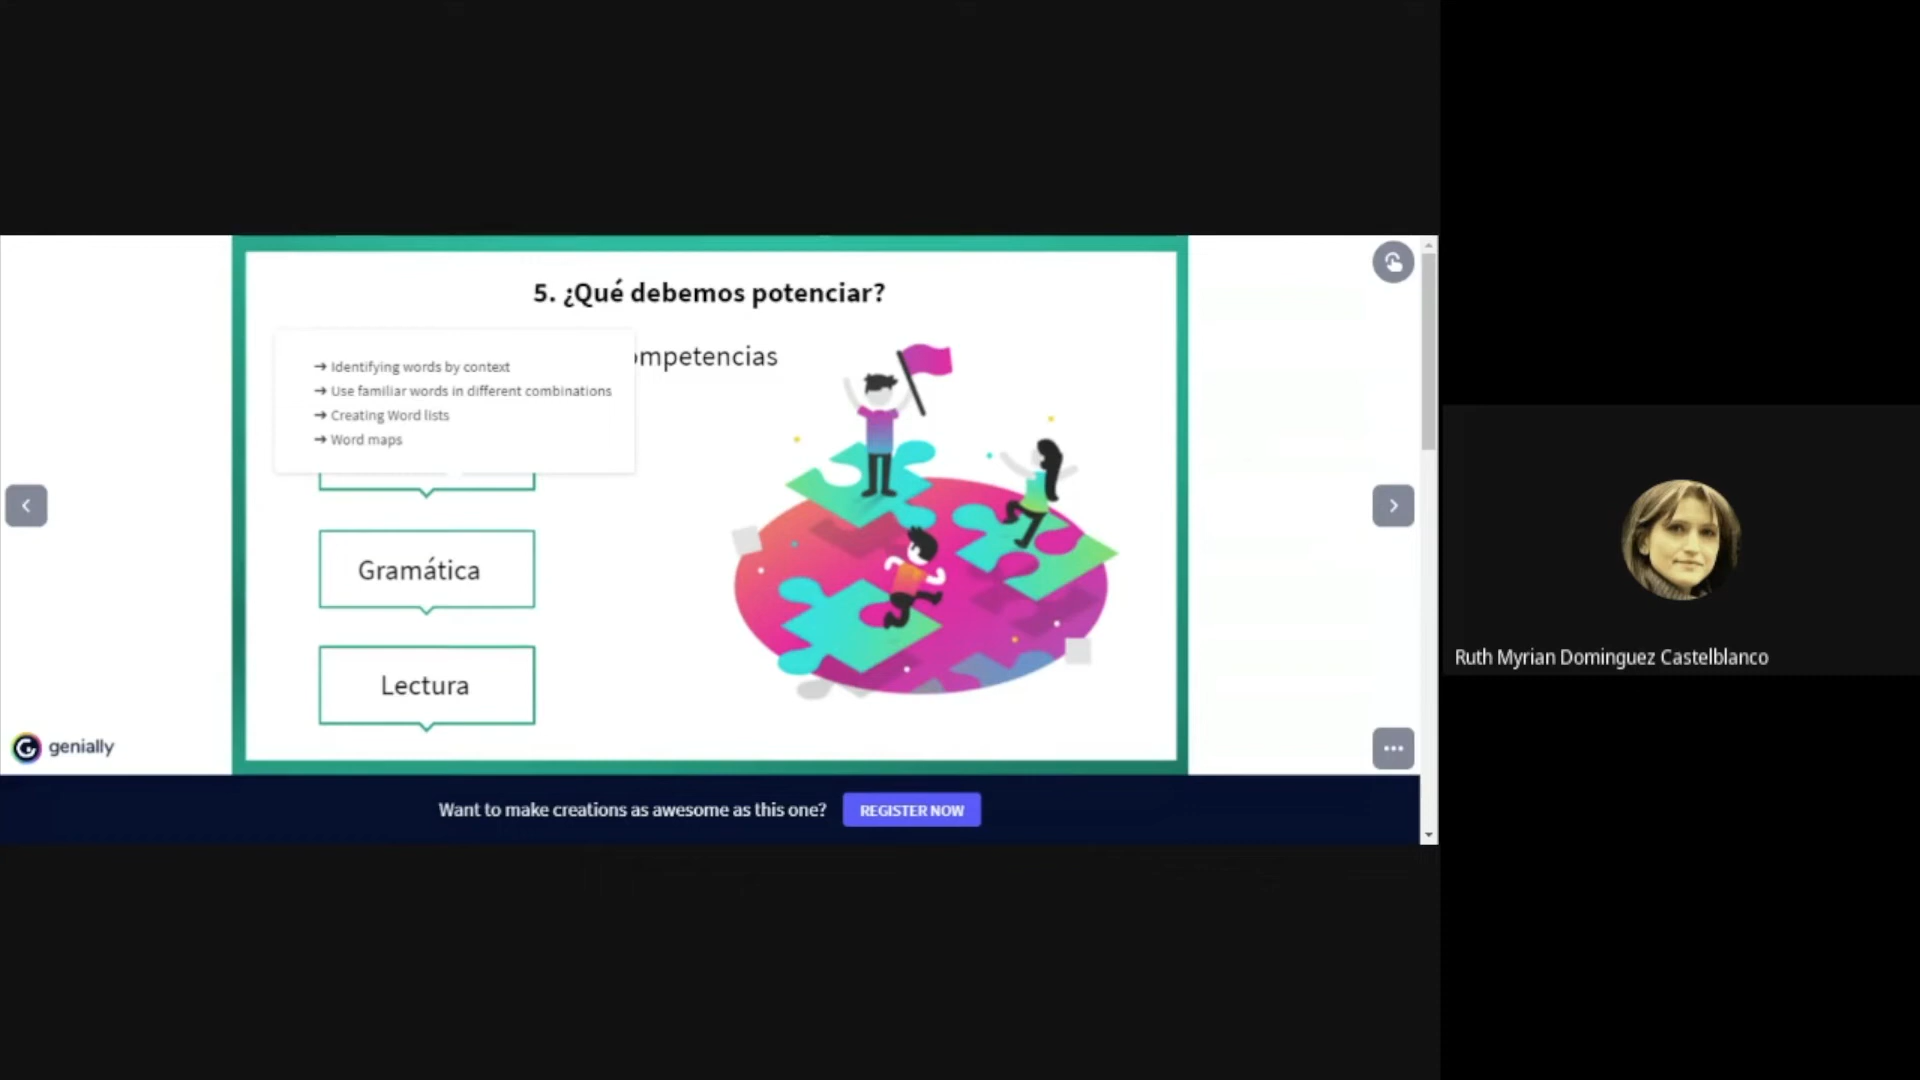 5. ¿Qué debemos potenciar?
ompetencias
→ Identifying words by context
→ Use familiar words in different combinations
→ Creating Word lists
→ Word maps
Gramática
Lectura
genially
Want to make creations as awesome as this one?
REGISTER NOW
Ruth Myrian Dominguez Castelblanco